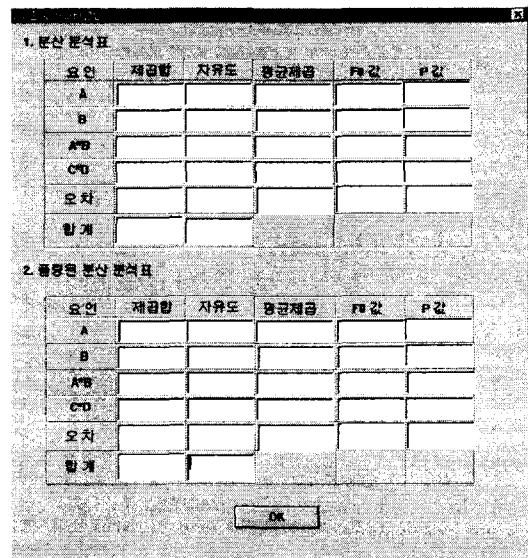 1. 분산 분석표
요인 제곱합 자유도 평균제곱 F0 값 P 값
A
B
A*B
C*D
오차
합계
2. 풀링된 분산 분석표
요인 제곱합 자유도 평균제곱 F0 값 P 값
A
B
A*B
C*D
오차
합계
OK